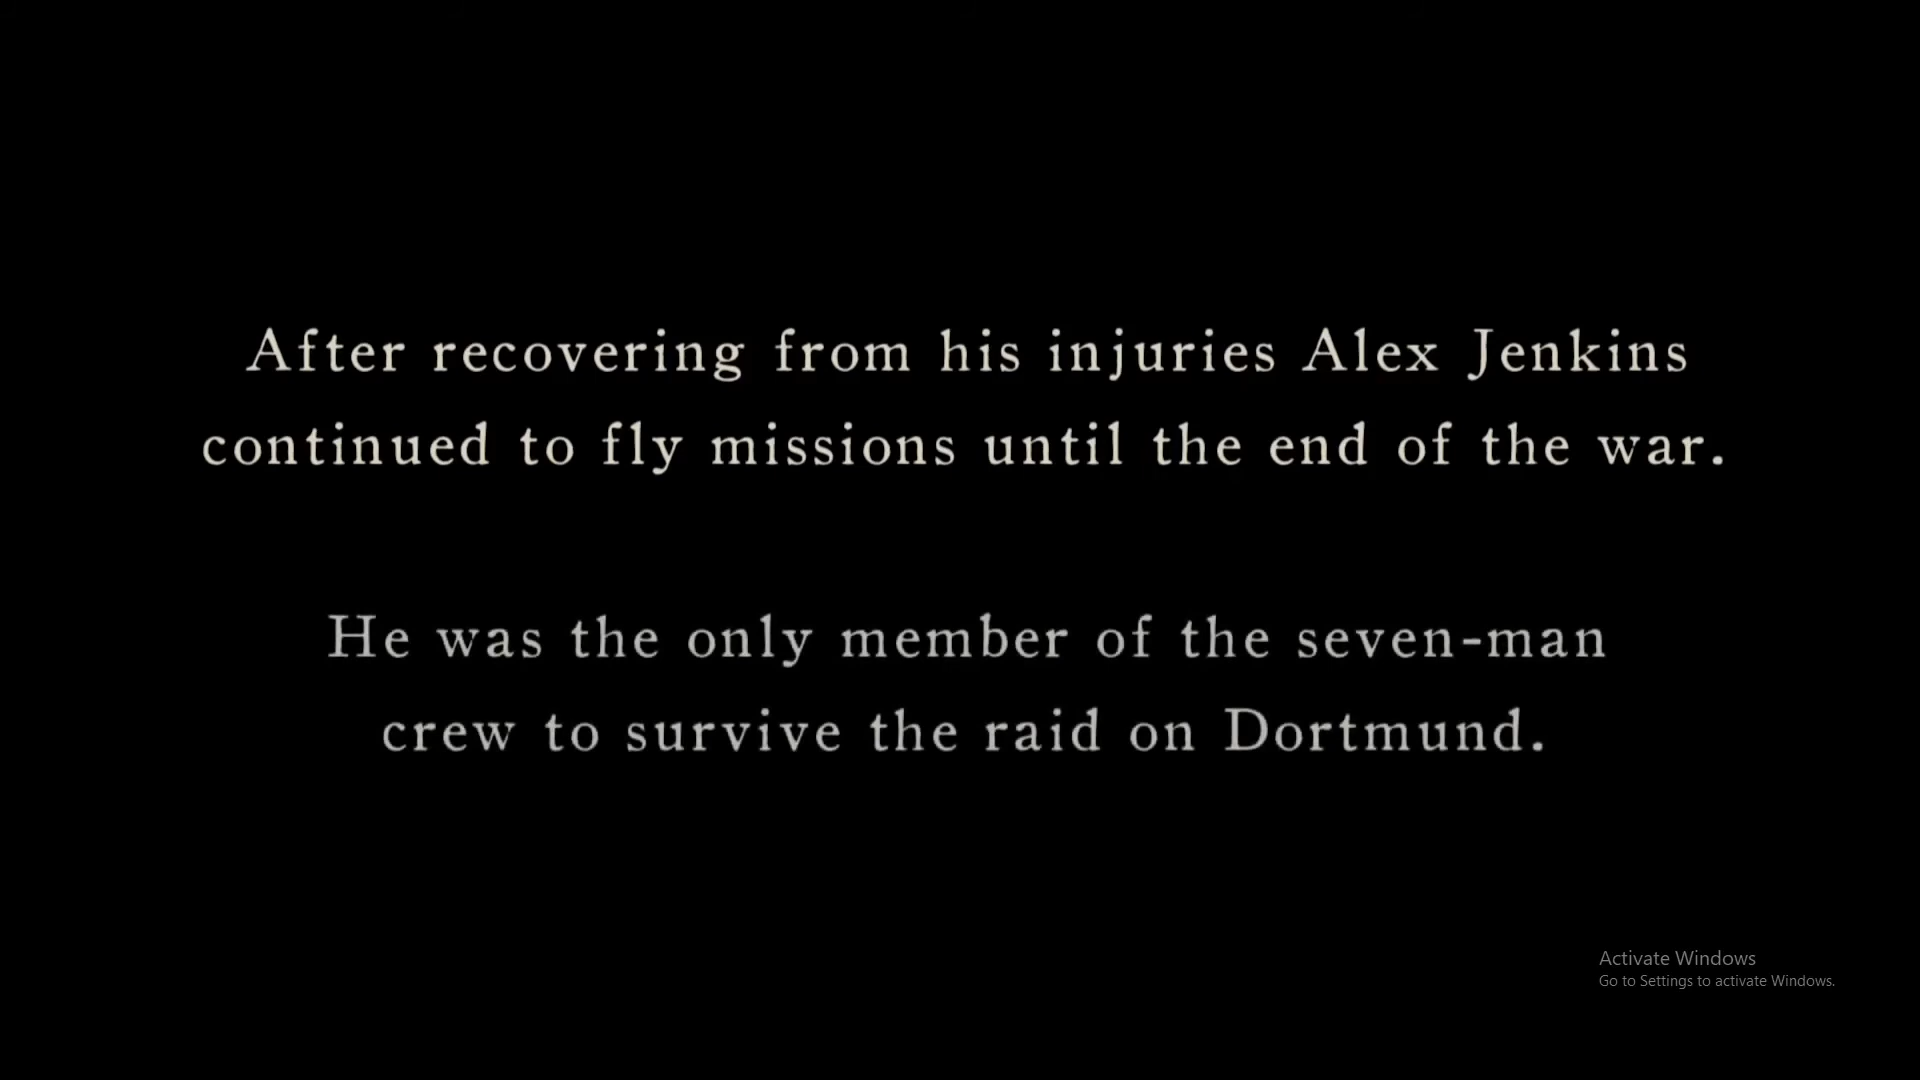 After recovering from his injuries Alex Jenkins
continued to fly missions until the end of the war.
He was the only member of the seven-man
crew to survive the raid on Dortmund.
Activate Windows
Go to Settings to activate Windows.